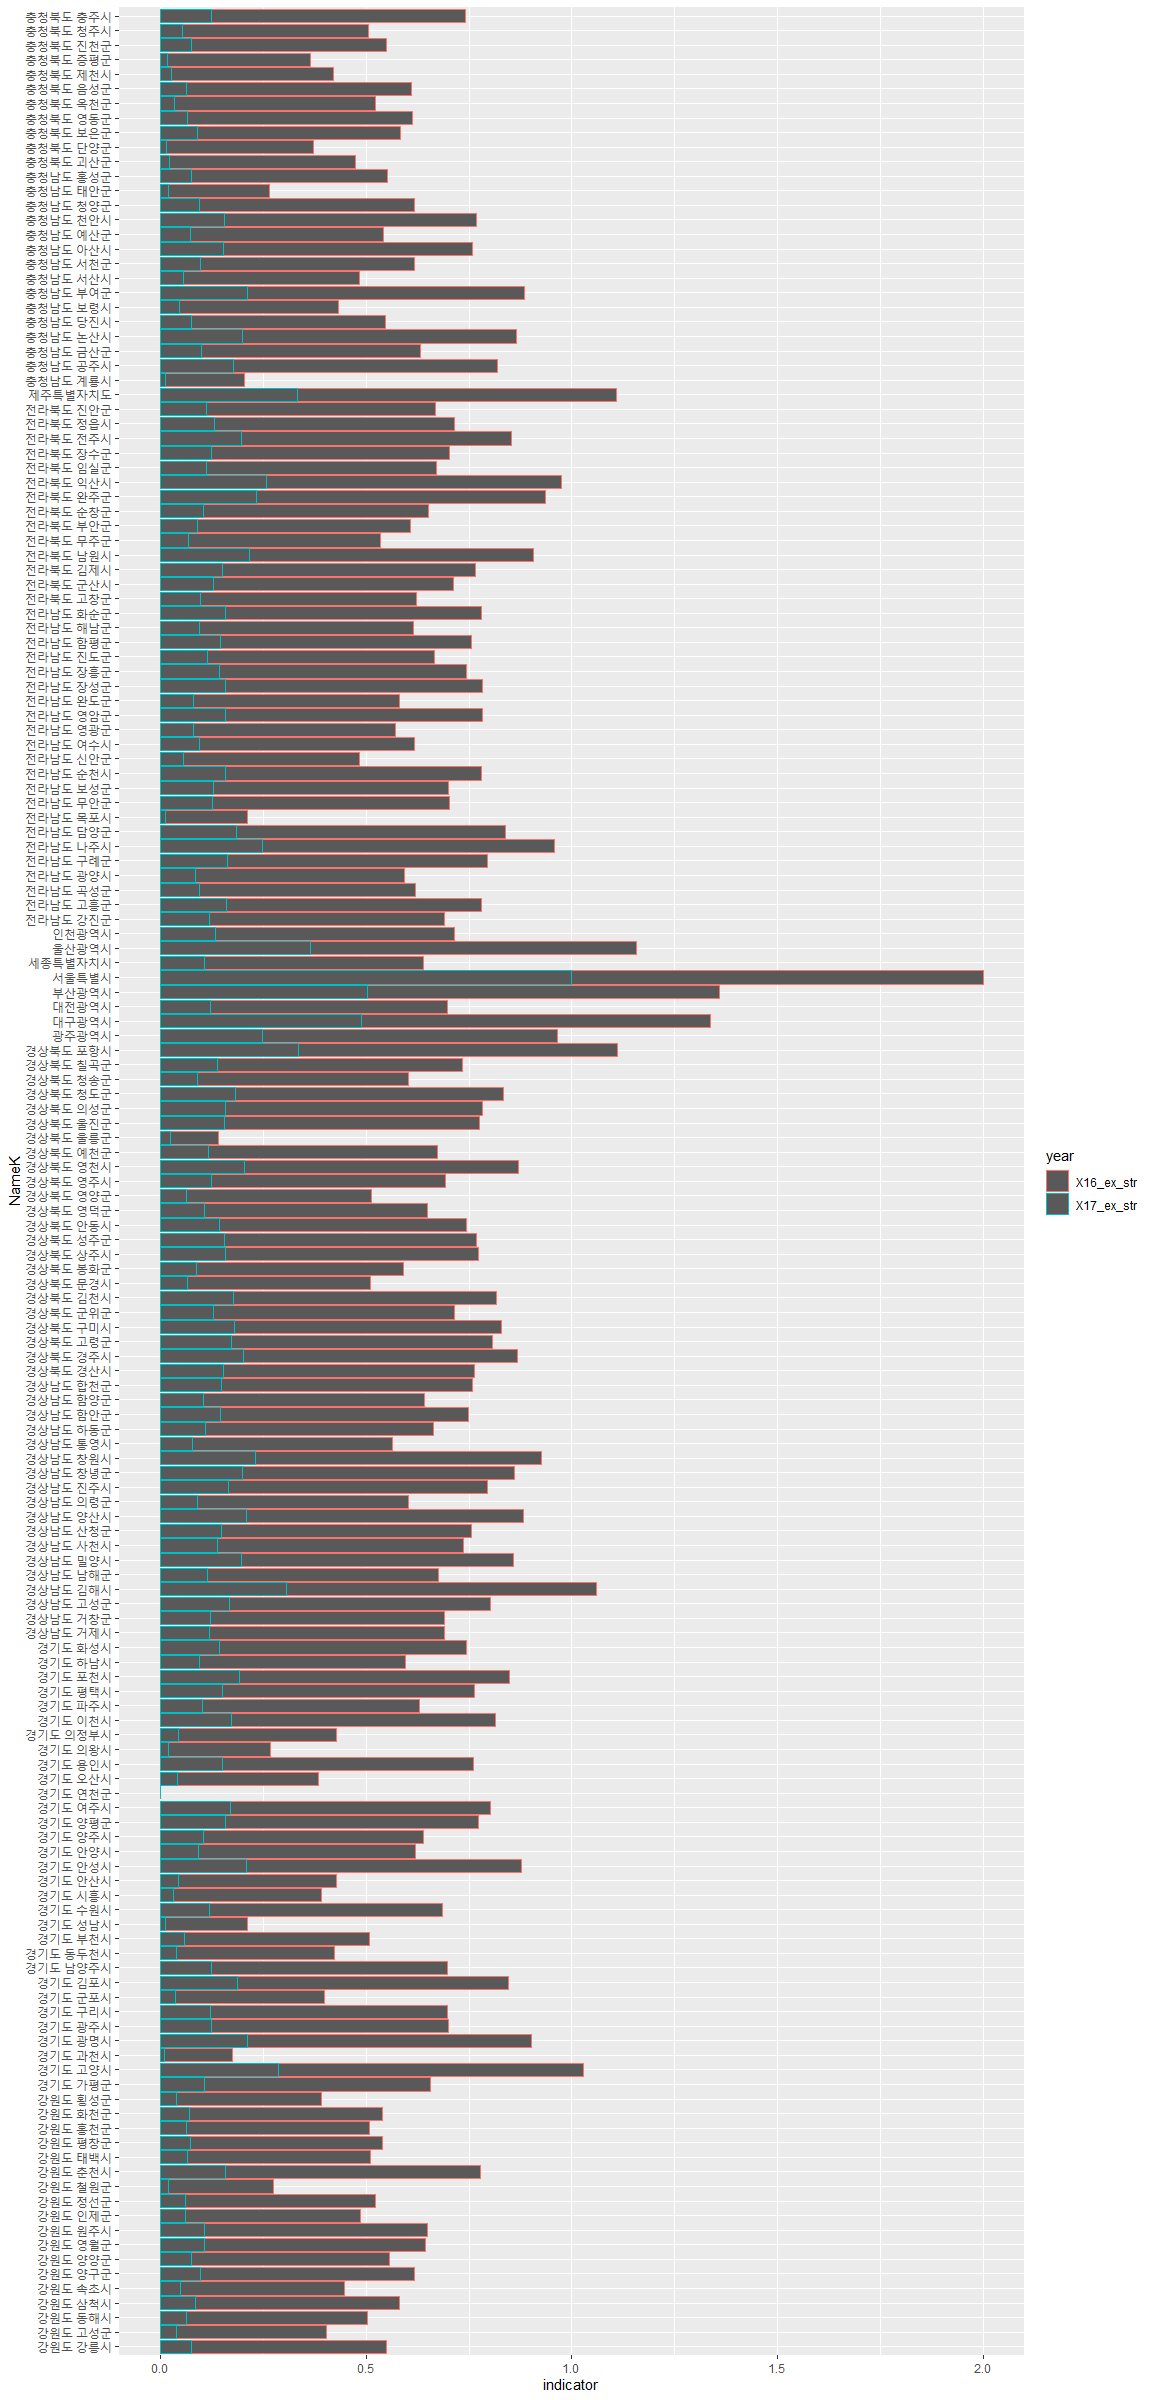 충청북도 충주시
충청북도 청주시
충청북도 진천군
충청북도 증평군
충청북도 제천시
충청북도 음성군
충청북도 옥천군
충청북도 영동군
충청북도 보은군
충청북도 단양군
충청북도 괴산군
충청남도 홍성군
충청남도 태안군
충청남도 청양군
충청남도 천안시
충청남도 예산군
충청남도 아산시
충청남도 서천군
충청남도 서산시
충청남도 부여군
충청남도 보령시
충청남도 당진시
충청남도 논산시
충청남도 금산군
충청남도 공주시
충청남도 계룡시
제주특별자치도
전라북도 진안군
전라북도 정읍시
전라북도 전주시
전라북도 장수군
전라북도 임실군
전라북도 익산시
전라북도 완주군
전라북도 순창군
전라북도 부안군
전라북도 무주군
전라북도 남원시
전라북도 김제시
전라북도 군산시
전라북도 고창군
전라남도 화순군
전라남도 해남군
전라남도 함평군
전라남도 진도군
전라남도 장흥군
전라남도 장성군
전라남도 완도군
전라남도 영암군
전라남도 영광군
전라남도 여수시
전라남도 신안군
전라남도 순천시
전라남도 보성군
전라남도 무안군
전라남도 목포시
전라남도 담양군
전라남도 나주시
전라남도 구례군
전라남도 광양시
전라남도 곡성군
전라남도 고흥군
전라남도 강진군
인천광역시
울산광역시
세종특별자치시
서울특별시
부산광역시
대전광역시
대구광역시
광주광역시
경상북도 포항시
경상북도 칠곡군
경상북도 청송군
경상북도 청도군
경상북도 의성군
경상북도 울진군
경상북도 울릉군
경상북도 예천군
경상북도 영천시
경상북도 영주시
경상북도 영양군
경상북도 영덕군
경상북도 안동시
경상북도 성주군
경상북도 상주시
경상북도 봉화군
경상북도 문경시
경상북도 김천시
경상북도 군위군
경상북도 구미시
경상북도 고령군
경상북도 경주시
경상북도 경산시
경상남도 합천군
경상남도 함양군
경상남도 함안군
경상남도 하동군
경상남도 통영시
경상남도 창원시
경상남도 창녕군
경상남도 진주시
경상남도 의령군
경상남도 양산시
경상남도 산청군
경상남도 사천시
경상남도 밀양시
경상남도 남해군
경상남도 김해시
경상남도 고성군
경상남도 거창군
경상남도 거제시
경기도 화성시
경기도 하남시
경기도 포천시
경기도 평택시
경기도 파주시
경기도 이천시
경기도 의정부시
경기도 의왕시
경기도 용인시
경기도 오산시
경기도 연천군
경기도 여주시
경기도 양평군
경기도 양주시
경기도 안양시
경기도 안성시
경기도 안산시
경기도 시흥시
경기도 수원시
경기도 성남시
경기도 부천시
경기도 동두천시
경기도 남양주시
경기도 김포시
경기도 군포시
경기도 구리시
경기도 광주시
경기도 광명시
경기도 과천시
경기도 고양시
경기도 가평군
강원도 횡성군
강원도 화천군
강원도 홍천군
강원도 평창군
강원도 태백시
강원도 춘천시
강원도 철원군
강원도 정선군
강원도 인제군
강원도 원주시
강원도 영월군
강원도 양양군
강원도 양구군
강원도 속초시
강원도 삼척시
강원도 동해시
강원도 고성군
강원도 강릉시
NameK
0.0 0.5 1.0 1.5 2.0
indicator
year
X16_ex_str
X17_ex_str